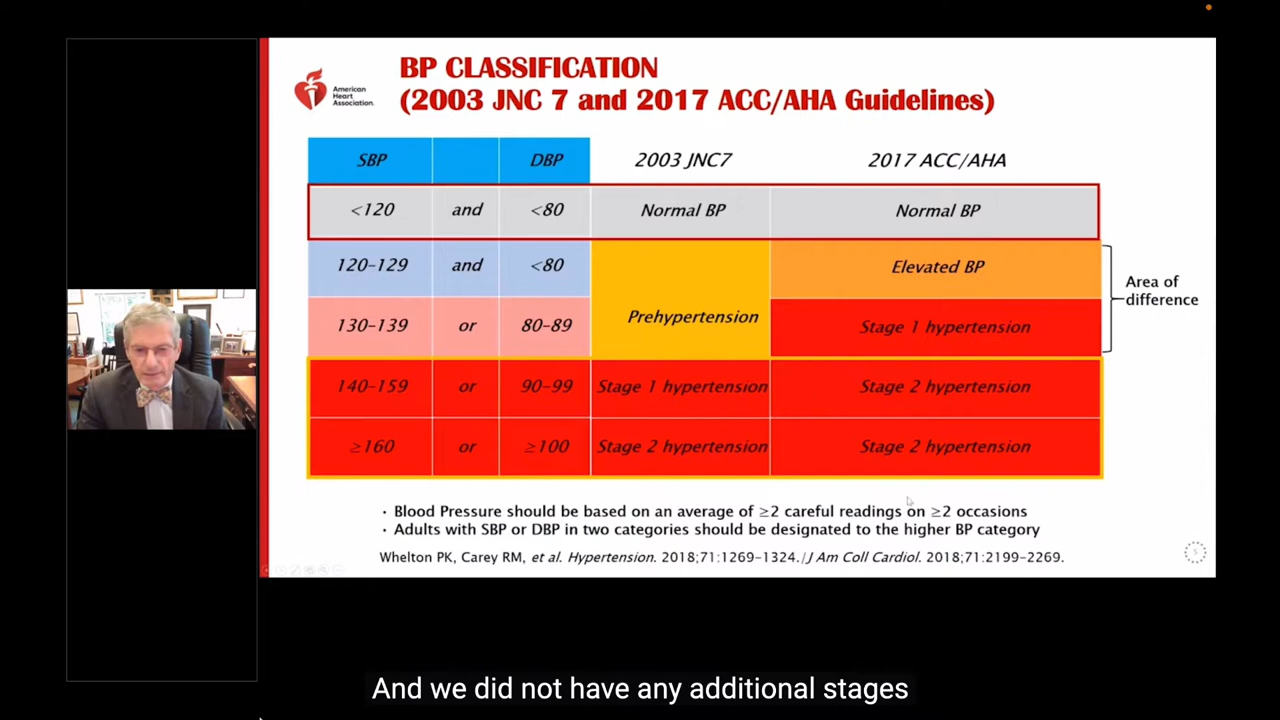 BP CLASSIFICATION
(2003 JNC 7 and 2017 ACC/AHA Guidelines)
American
Heart
Association.
SBP DBP 2003 JNC7 2017 ACC/AHA
<120 and <80 Normal BP Normal BP
120–129 and <80 Elevated BP
Prehypertension
130–139 or 80–89 Stage 1 hypertension
140–159 or 90–99 Stage 1 hypertension Stage 2 hypertension
≥160 or ≥100 Stage 2 hypertension Stage 2 hypertension
Area of
difference
· Blood Pressure should be based on an average of ≥2 careful readings on ≥2 occasions
· Adults with SBP or DBP in two categories should be designated to the higher BP category
Whelton PK, Carey RM, et al. Hypertension. 2018;71:1269–1324./J Am Coll Cardiol. 2018;71:2199–2269.
5
And we did not have any additional stages